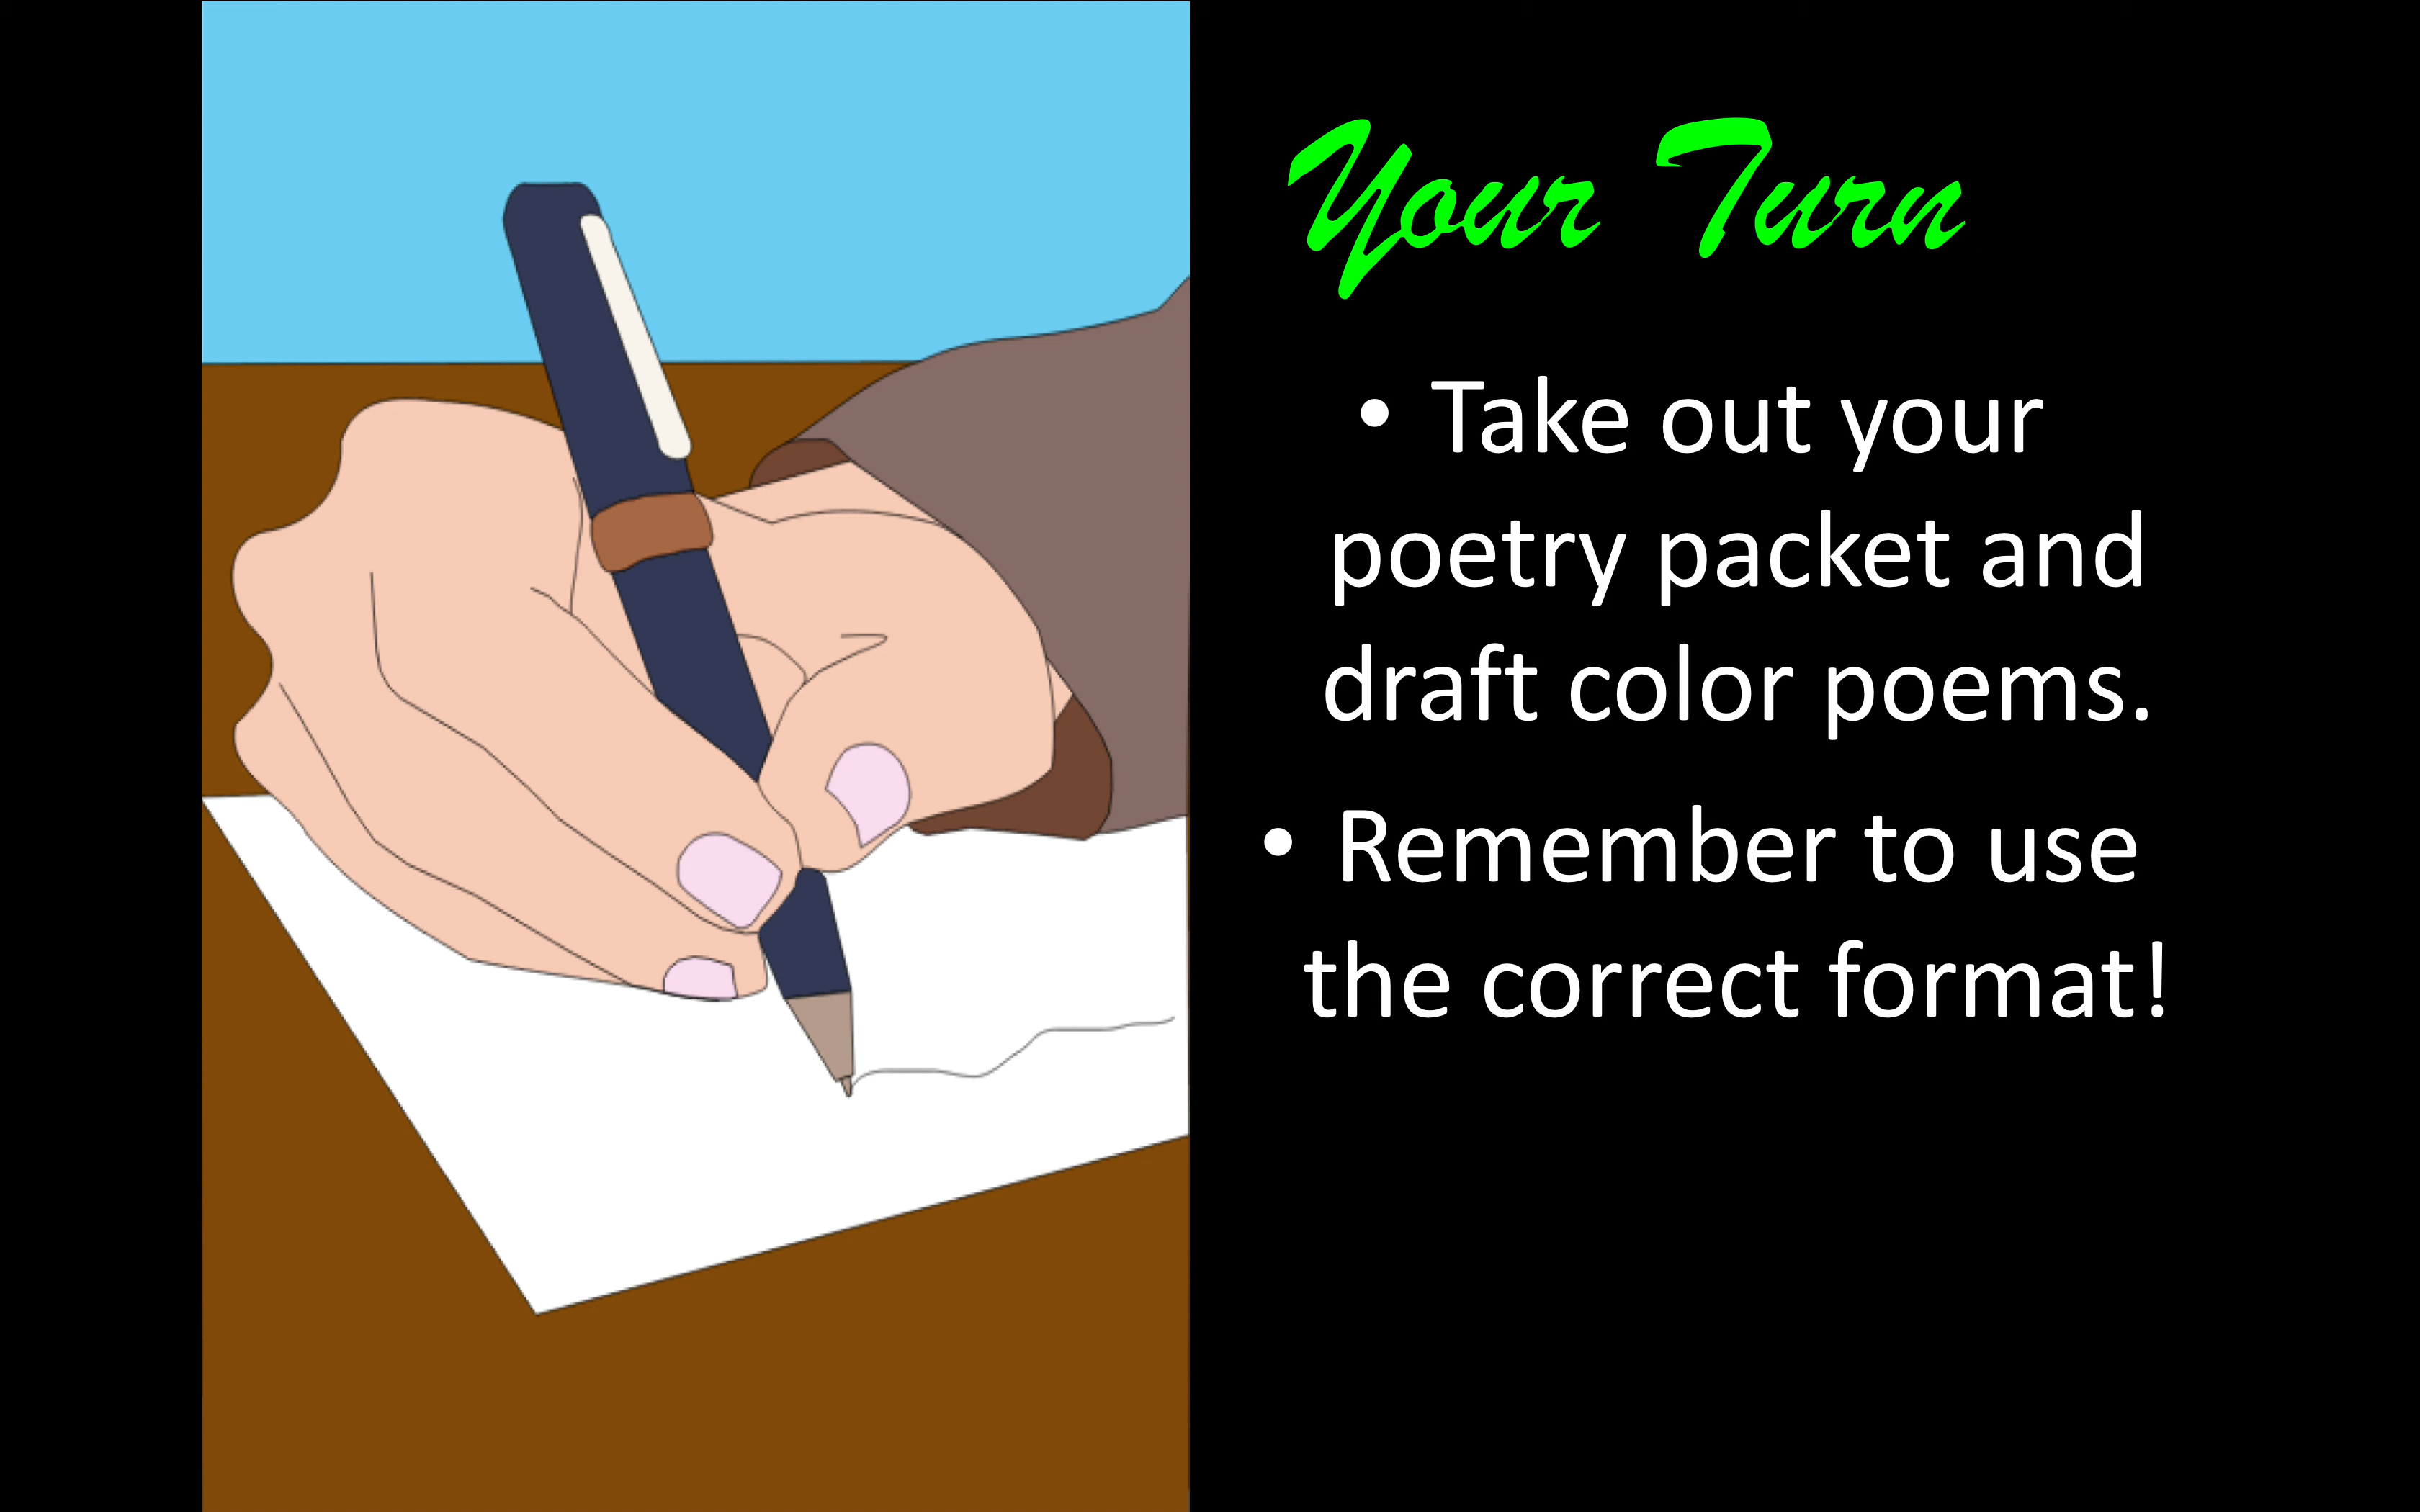 Your Turn
• Take out your
poetry packet and
draft color poems.
• Remember to use
the correct format!